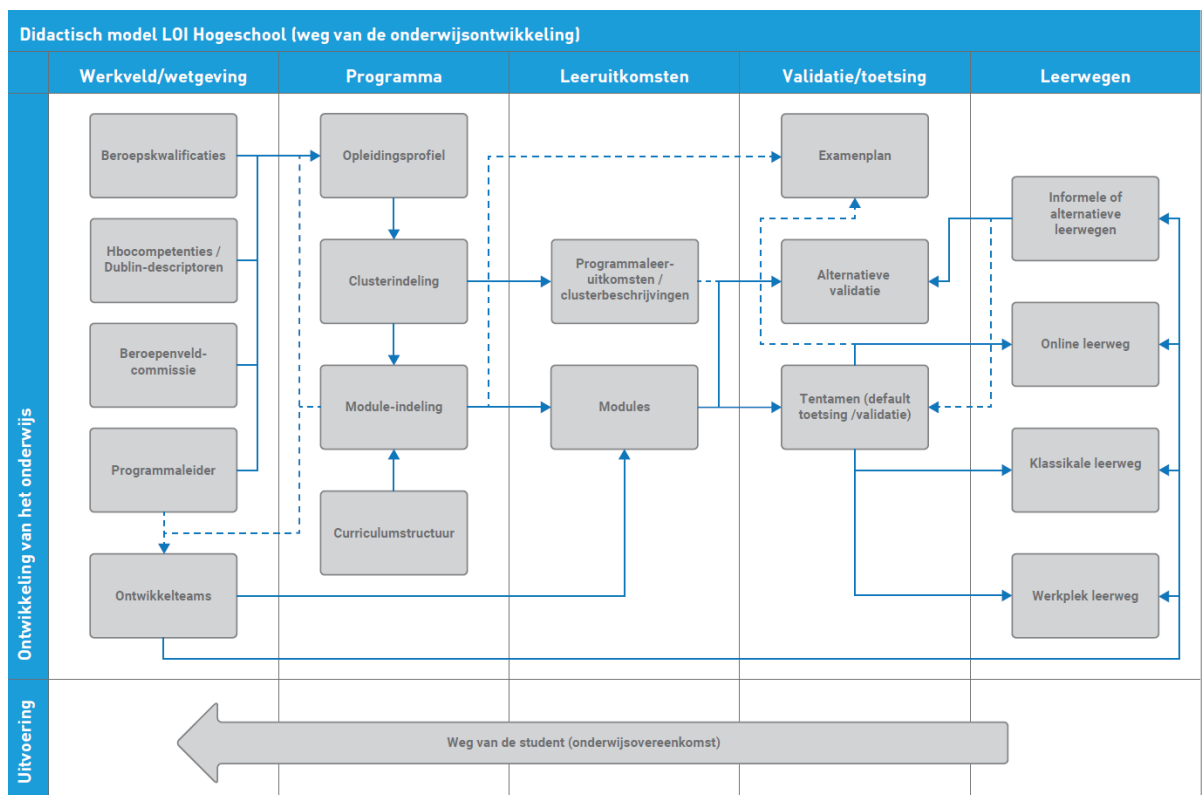 Didactisch model LOI Hogeschool (weg van de onderwijsontwikkeling)
Werkveld/wetgeving
Programma
Leeruitkomsten
Validatie/toetsing
Leerwegen
Ontwikkeling van het onderwijs
Beroepskwalificaties
Hbocompetenties /
Dublin-descriptoren
Beroepenveld-
commissie
Programmaleider
Ontwikkelteams
Opleidingsprofiel
Clusterindeling
Module-indeling
Curriculumstructuur
Programmaleer-
uitkomsten /
clusterbeschrijvingen
Modules
Examenplan
Alternatieve
validatie
Tentamen (default
toetsing /validatie)
Informele of
alternatieve
leerwegen
Online leerweg
Klassikale leerweg
Werkplek leerweg
Uitvoering
Weg van de student (onderwijsovereenkomst)